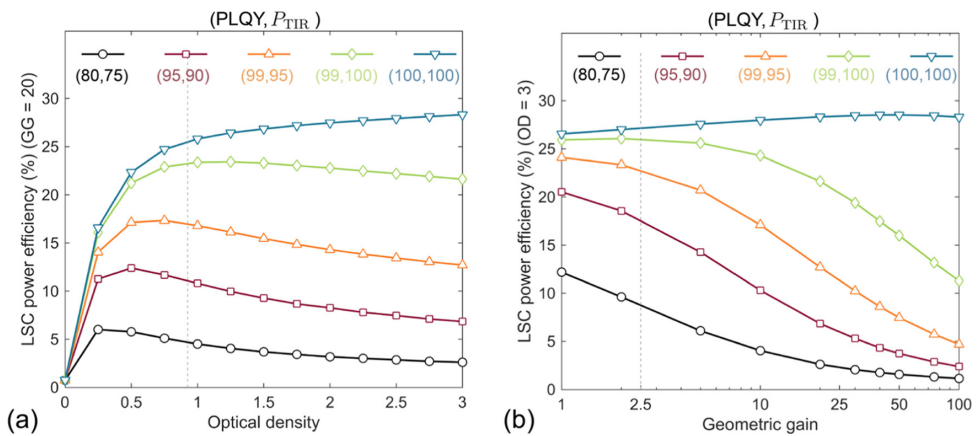 (PLQY, P_TIR)
(80,75) (95,90) (99,95) (99,100) (100,100)
LSC power efficiency (%) (GG = 20)
30
25
20
15
10
5
0
0 0.5 1.0 1.5 2.0 2.5 3
Optical density
(a)
(PLQY, P_TIR)
(80,75) (95,90) (99,95) (99,100) (100,100)
LSC power efficiency (%) (OD = 3)
30
25
20
15
10
5
0
1 2.5 10 25 50 100
Geometric gain
(b)